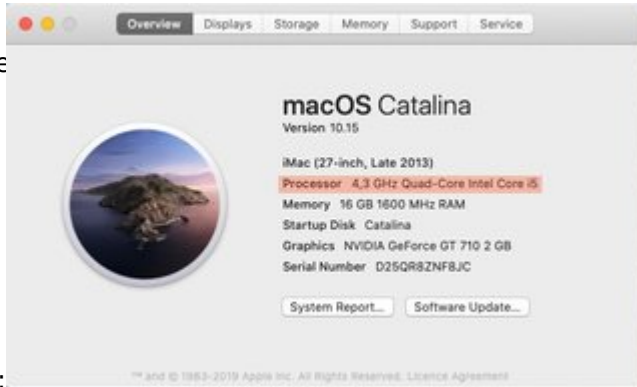 Overview Displays Storage Memory Support Service
macOS Catalina
Version 10.15
iMac (27-inch, Late 2013)
Processor 4,3 GHz Quad-Core Intel Core i5
Memory 16 GB 1600 MHz RAM
Startup Disk Catalina
Graphics NVIDIA GeForce GT 710 2 GB
Serial Number D25QR8ZNF8JC
System Report... Software Update...
™ and © 1983-2019 Apple Inc. All Rights Reserved. Licence Agreement